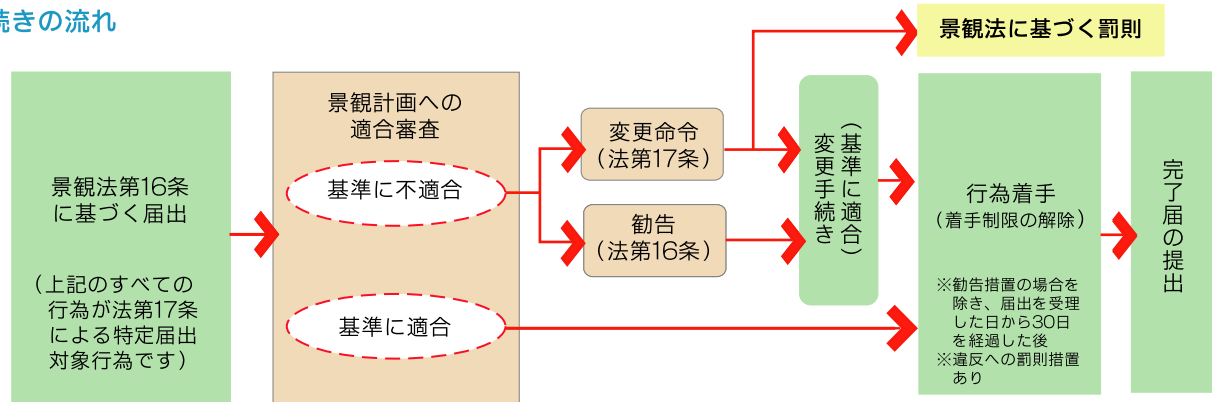 続きの流れ
景観法第16条
に基づく届出
（上記のすべての
行為が法第17条
による特定届出
対象行為です）
景観計画への
適合審査
基準に不適合
基準に適合
変更命令
（法第17条）
勧告
（法第16条）
変更手続き
（基準に適合）
景観法に基づく罰則
行為着手
（着手制限の解除）
※勧告措置の場合を
除き、届出を受理
した日から30日
を経過した後
※違反への罰則措置
あり
完了届の提出